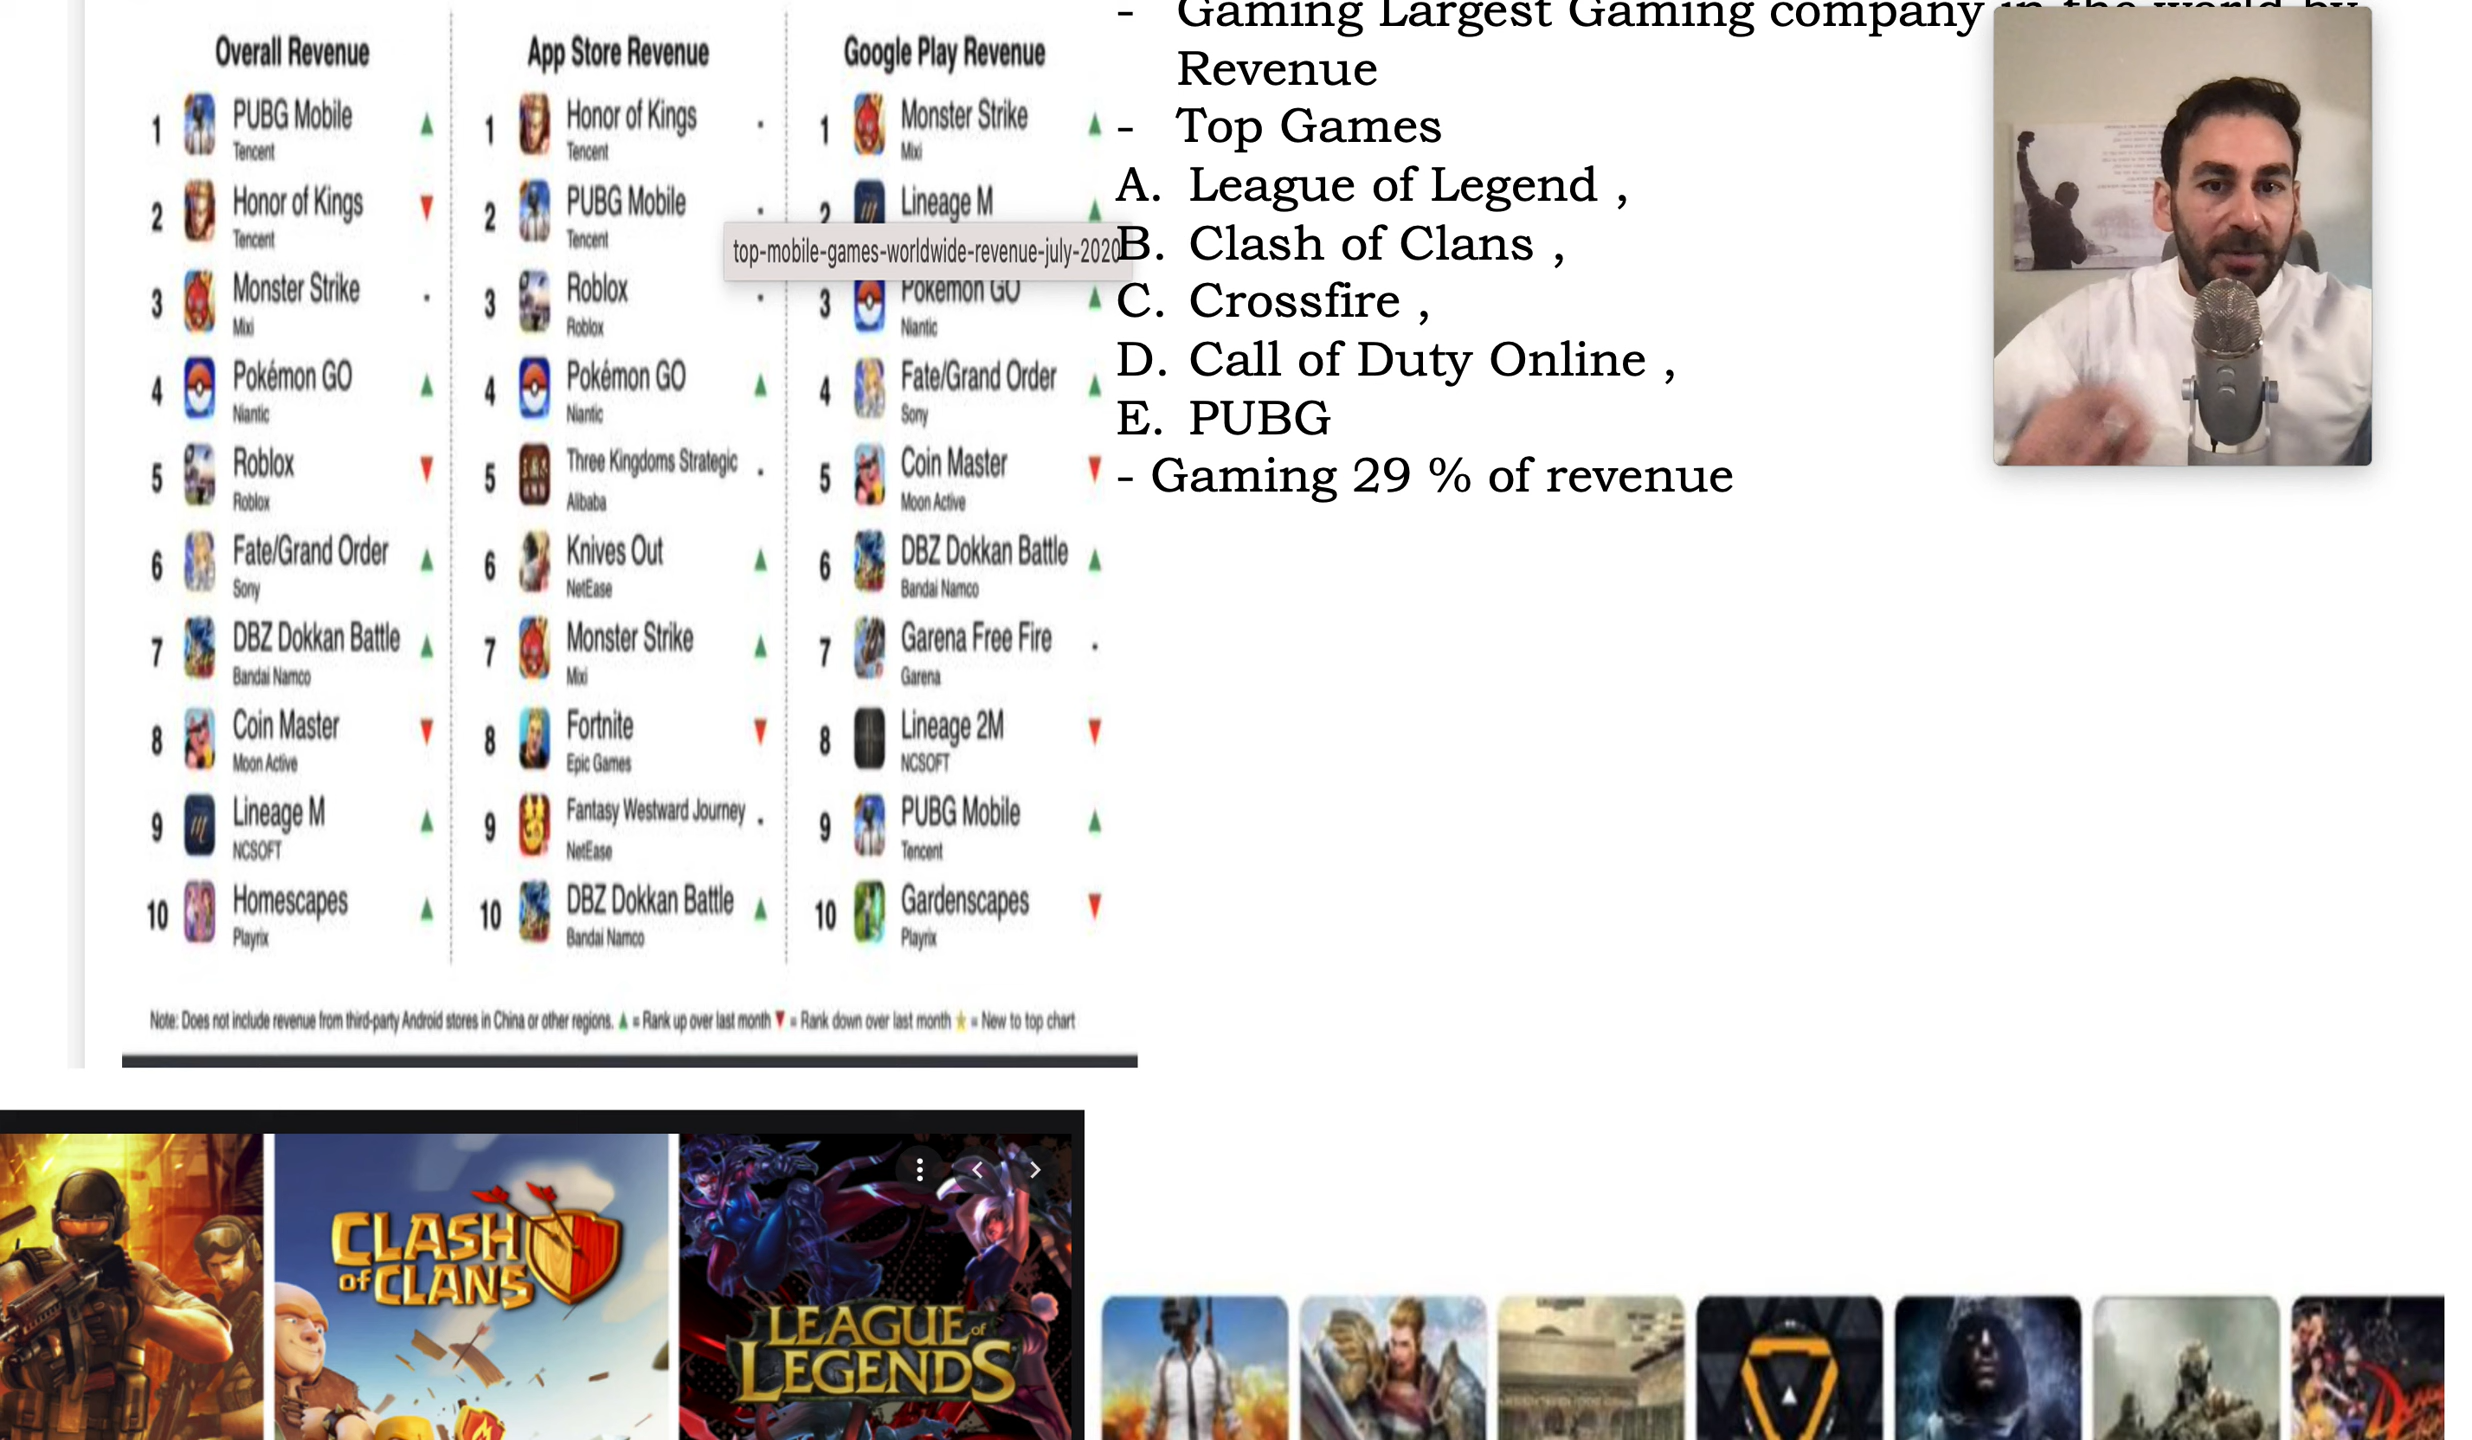 Overall Revenue
1 PUBG Mobile
Tencent
2 Honor of Kings
Tencent
3 Monster Strike
Mixi
4 Pokémon GO
Niantic
5 Roblox
Roblox
6 Fate/Grand Order
Sony
7 DBZ Dokkan Battle
Bandai Namco
8 Coin Master
Moon Active
9 Lineage M
NCSOFT
10 Homescapes
Playrix
App Store Revenue
1 Honor of Kings
Tencent
2 PUBG Mobile
Tencent
3 Roblox
Roblox
4 Pokémon GO
Niantic
5 Three Kingdoms Strategic
Alibaba
6 Knives Out
NetEase
7 Monster Strike
Mixi
8 Fortnite
Epic Games
9 Fantasy Westward Journey
NetEase
10 DBZ Dokkan Battle
Bandai Namco
Google Play Revenue
1 Monster Strike
Mixi
2 Lineage M
top-mobile-games-worldwide-revenue-july-2020
3 Pokémon GO
Niantic
4 Fate/Grand Order
Sony
5 Coin Master
Moon Active
6 DBZ Dokkan Battle
Bandai Namco
7 Garena Free Fire
Garena
8 Lineage 2M
NCSOFT
9 PUBG Mobile
Tencent
10 Gardenscapes
Playrix
Note: Does not include revenue from third-party Android stores in China or other regions. ▲ = Rank up over last month ▼ = Rank down over last month ★ = New to top chart
- Gaming Largest Gaming company in the world by
Revenue
- Top Games
A. League of Legend ,
B. Clash of Clans ,
C. Crossfire ,
D. Call of Duty Online ,
E. PUBG
- Gaming 29 % of revenue
CLASH
of CLANS
LEAGUE of
LEGENDS